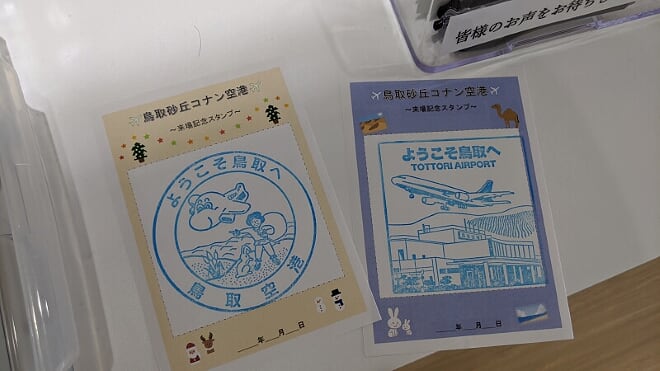 皆様のお声をお待ちし
鳥取砂丘コナン空港
～来場記念スタンプ～
ようこそ鳥取へ
鳥取空港
年 月 日
鳥取砂丘コナン空港
～来場記念スタンプ～
ようこそ鳥取へ
TOTTORI AIRPORT
年 月 日